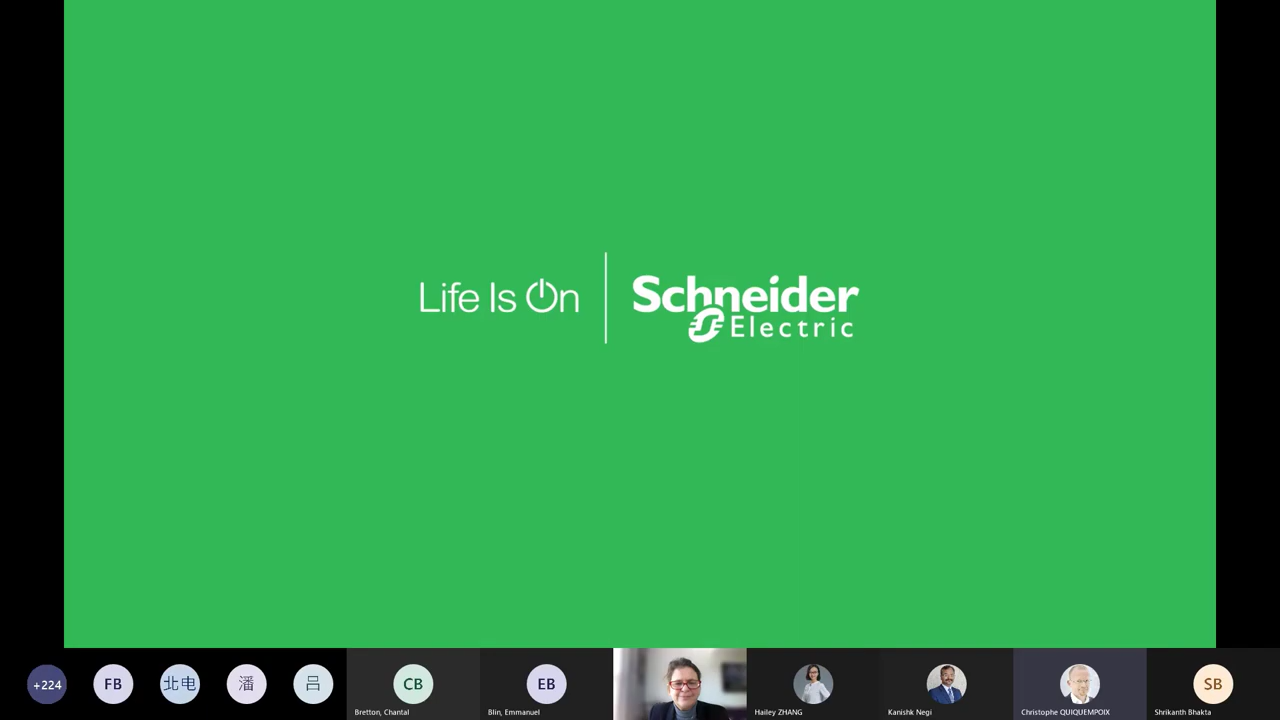 Life Is On
Schneider
Electric
+224
FB
北电
潘
吕
CB
Bretton, Chantal
EB
Blin, Emmanuel
Hailey ZHANG
Kanishk Negi
Christophe QUIQUEMPOIX
SB
Shrikanth Bhakta